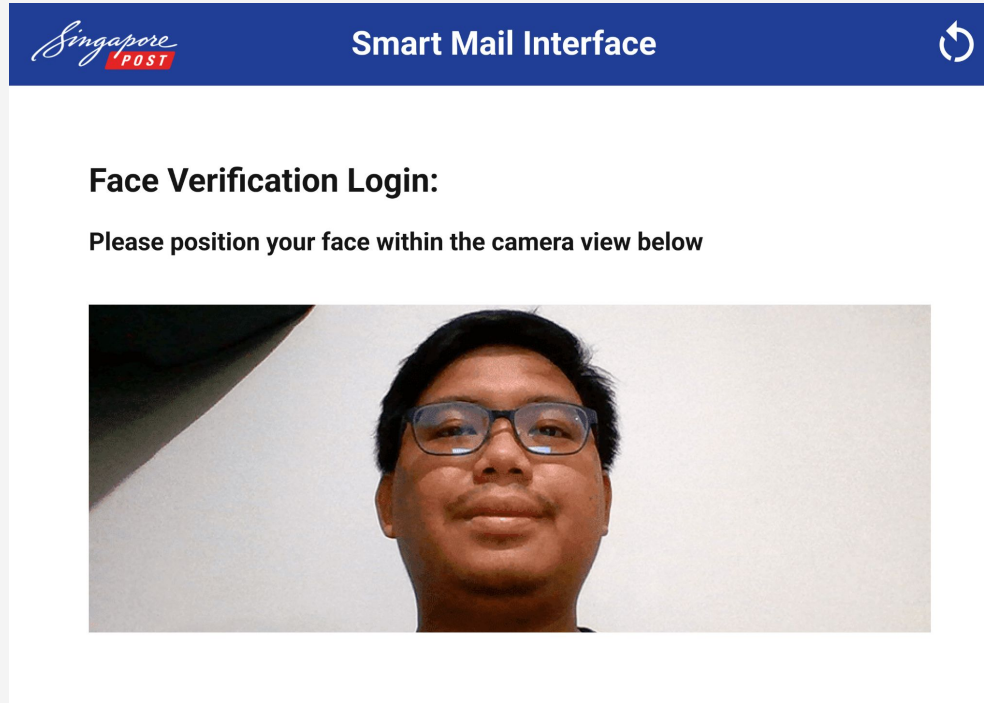 Singapore
POST
Smart Mail Interface
Face Verification Login:
Please position your face within the camera view below